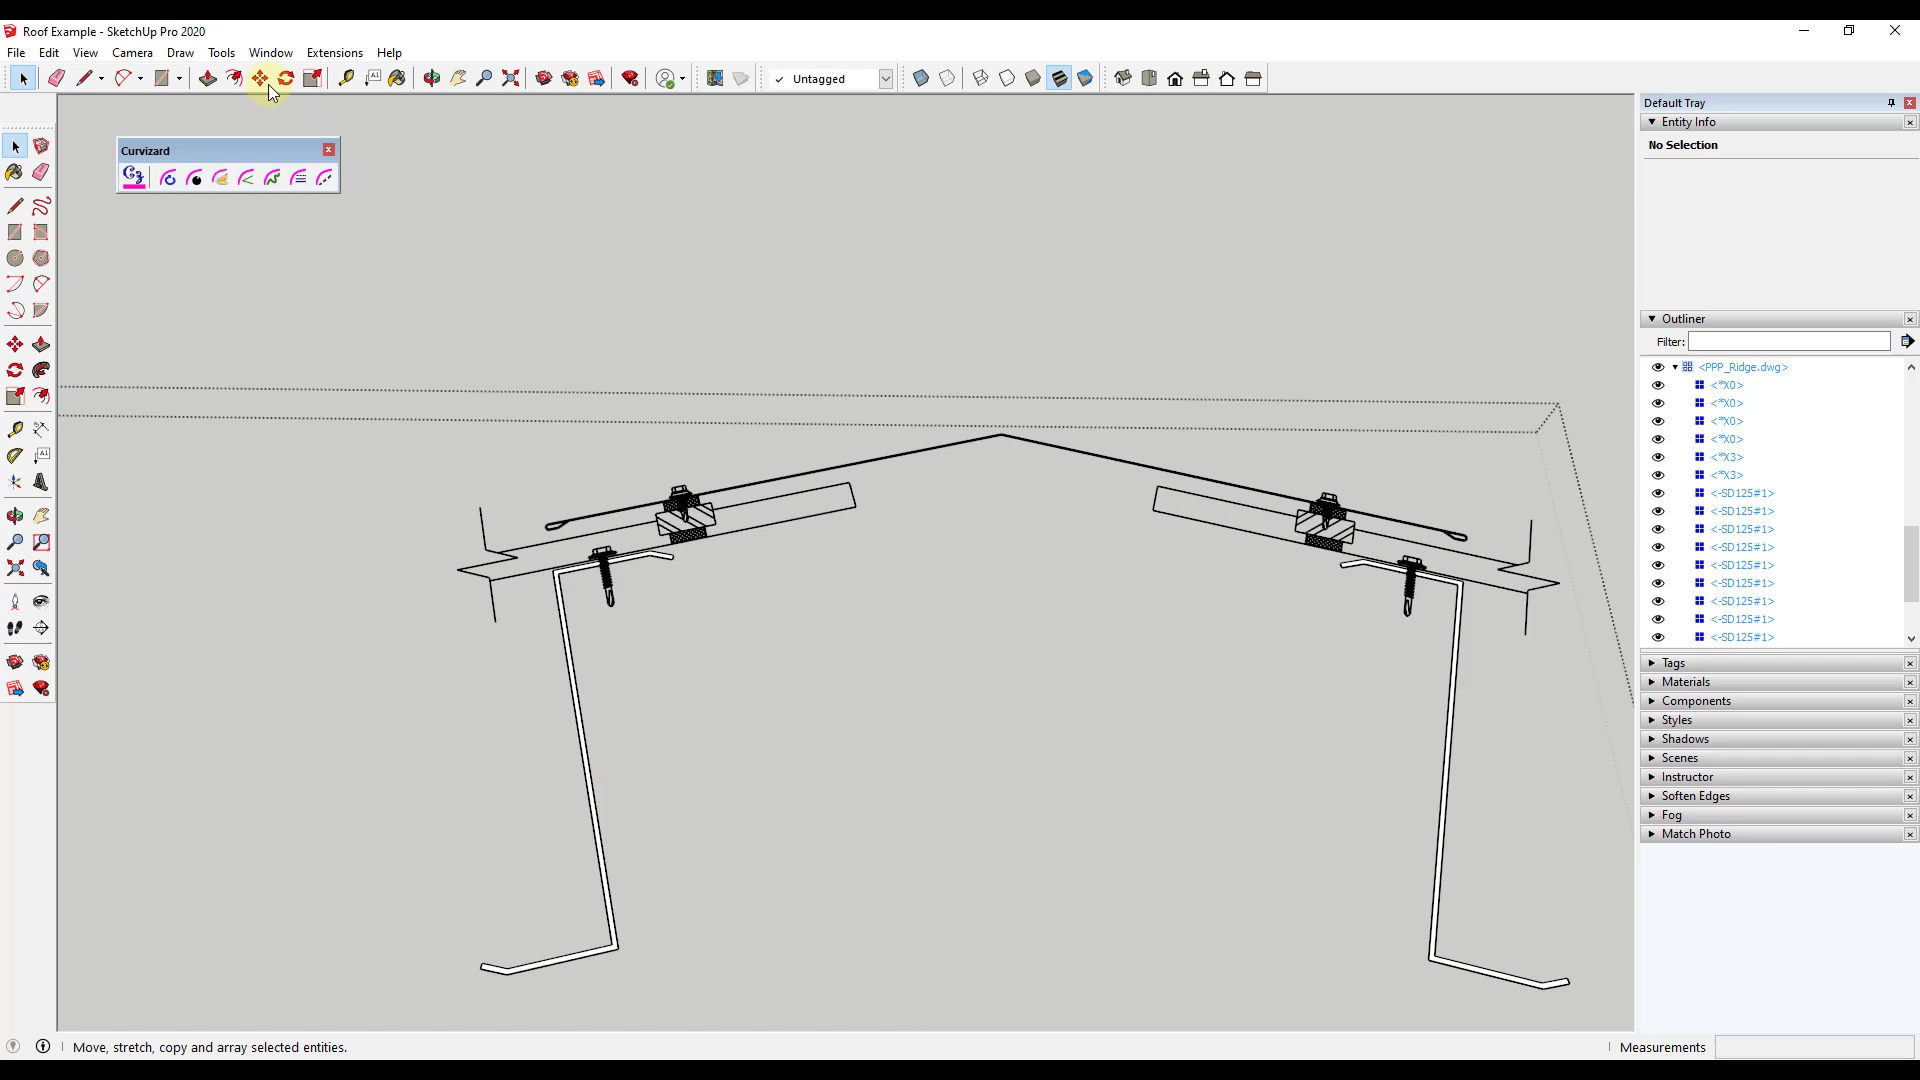 Roof Example - SketchUp Pro 2020
File Edit View Camera Draw Tools Window Extensions Help
A1
✓ Untagged
Default Tray
Entity Info
No Selection
Curvizard
Cz
Outliner
Filter:
<PPP_Ridge.dwg>
<*X0>
<*X0>
<*X0>
<*X0>
<*X3>
<*X3>
<-SD125#1>
<-SD125#1>
<-SD125#1>
<-SD125#1>
<-SD125#1>
<-SD125#1>
<-SD125#1>
<-SD125#1>
<-SD125#1>
A1
Tags
Materials
Components
Styles
Shadows
Scenes
Instructor
Soften Edges
Fog
Match Photo
Move, stretch, copy and array selected entities.
Measurements